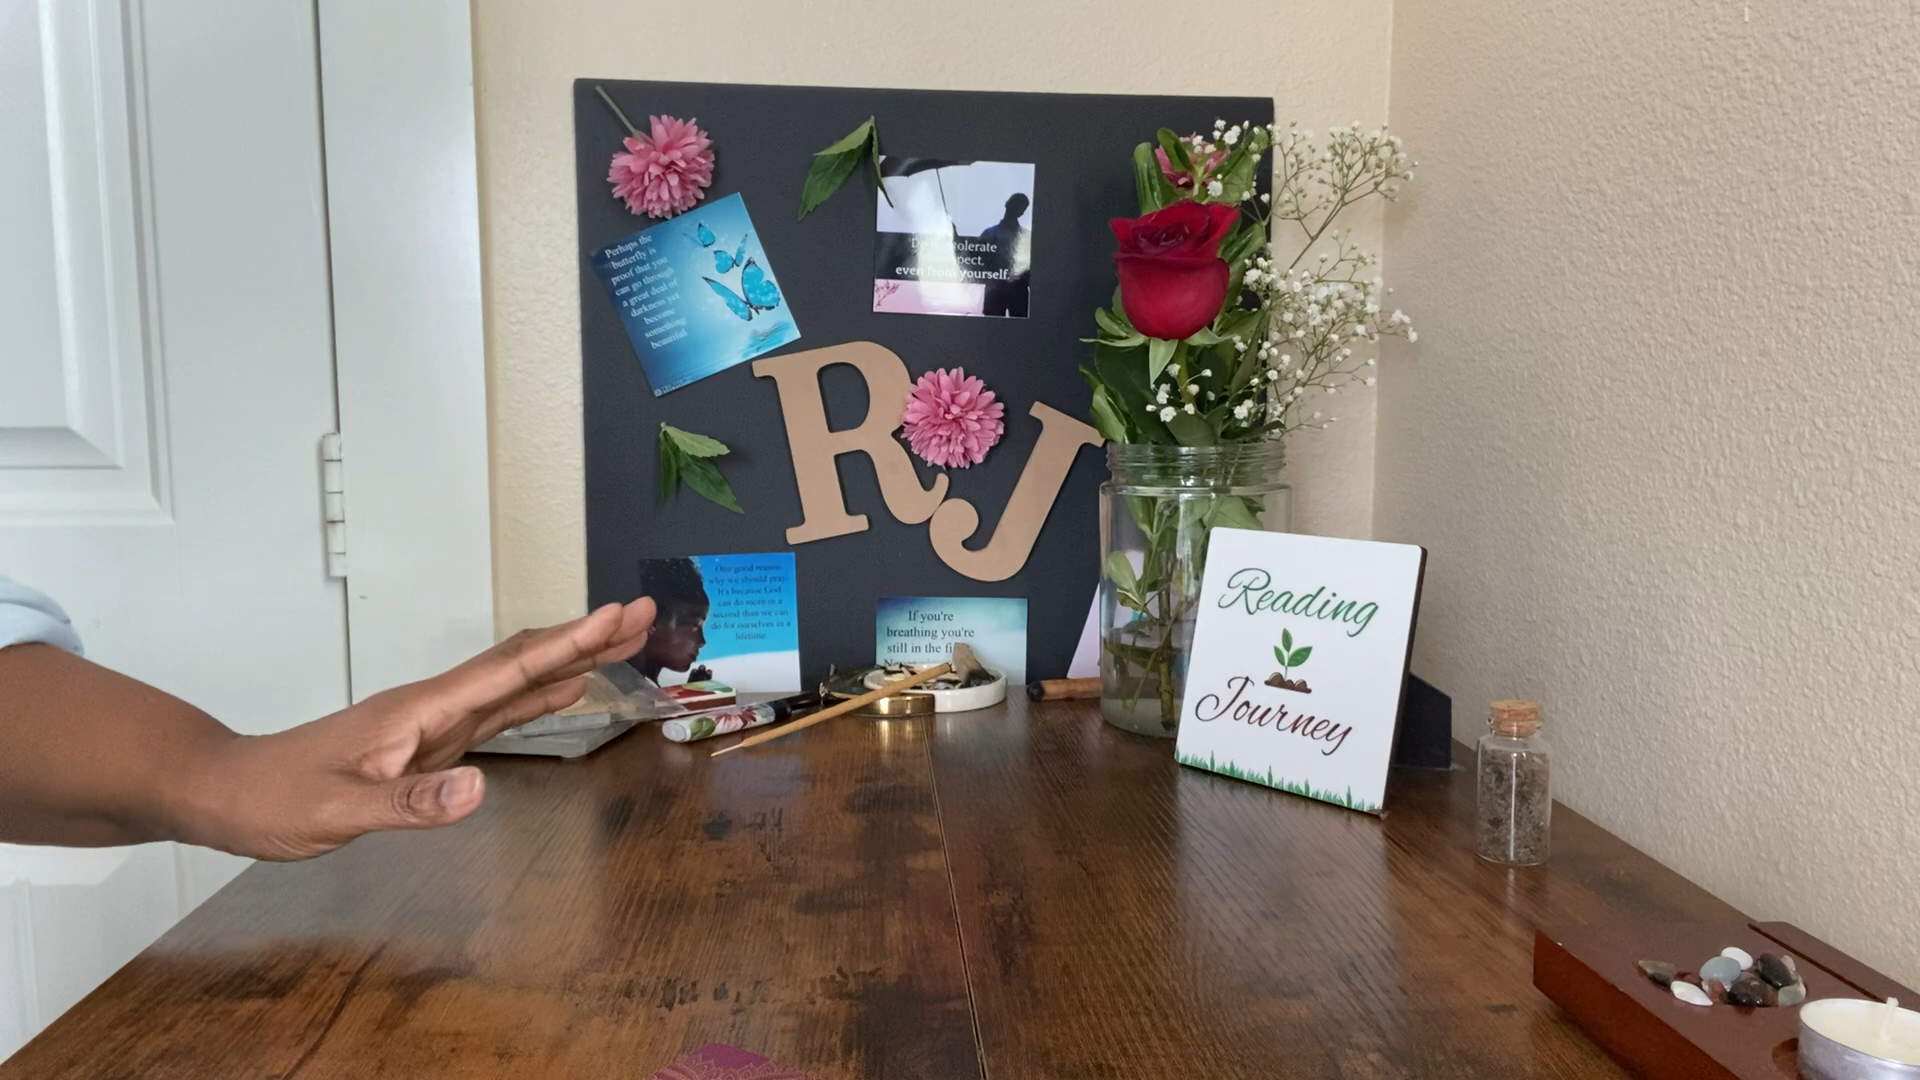 Perhaps the
butterfly is
proof that you
can go through
a great deal of
darkness yet
become
something
beautiful
tolerate
even from yourself.
RJ
One good reason
why we should pray.
It's because God
can do more in a
second than we can
do for ourselves in a
lifetime.
If you're
breathing you're
still in the
Reading
Journey